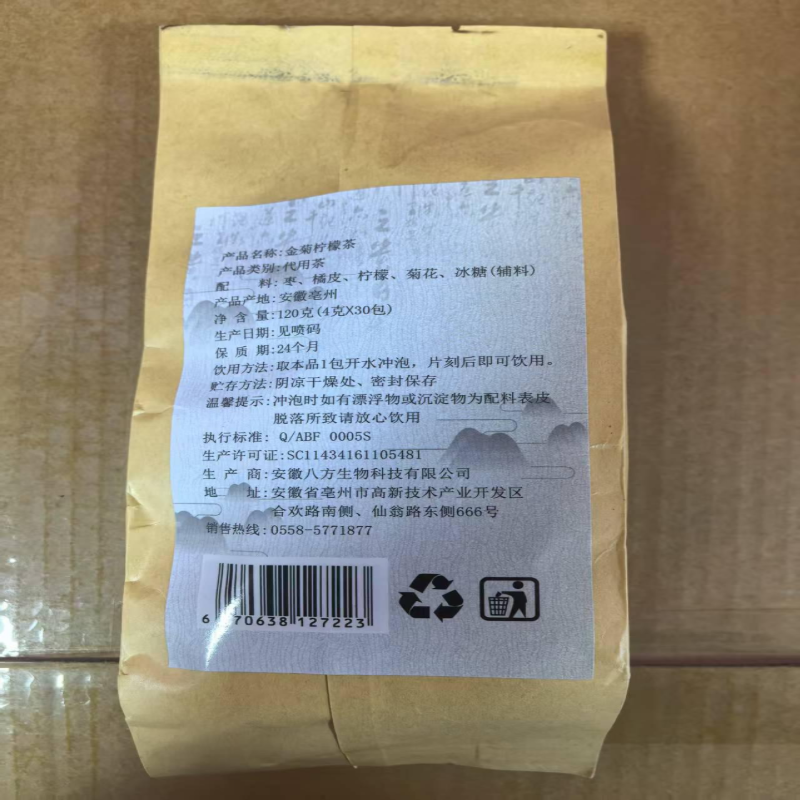 产品名称:金菊柠檬茶
产品类别:代用茶
配 料:枣、橘皮、柠檬、菊花、冰糖(辅料)
产品产地:安徽亳州
净 含 量:120克(4克X30包)
生产日期:见喷码
保 质 期:24个月
饮用方法:取本品1包开水冲泡，片刻后即可饮用。
贮存方法:阴凉干燥处、密封保存
温馨提示:冲泡时如有漂浮物或沉淀物为配料表皮
脱落所致请放心饮用
执行标准: Q/ABF 0005S
生产许可证:SC11434161105481
生 产 商:安徽八方生物科技有限公司
地 址:安徽省亳州市高新技术产业开发区
合欢路南侧、仙翁路东侧666号
销售热线:0558-5771877
6 970638 127223